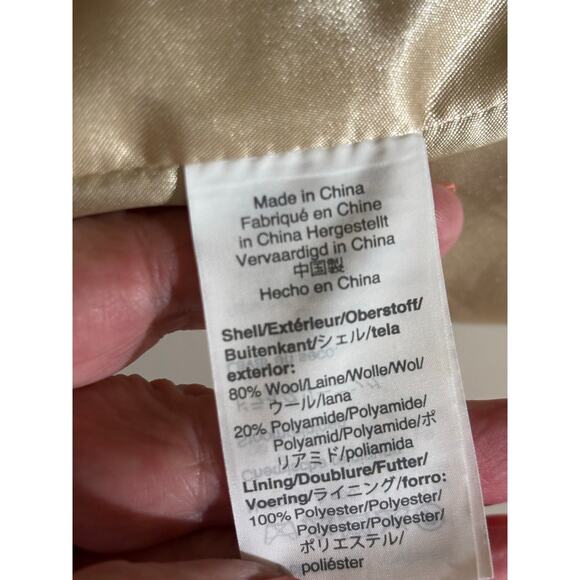 Made in China
Fabriqué en Chine
in China Hergestellt
Vervaardigd in China
中国製
Hecho en China
Shell/Extérieur/Oberstoff/
Buitenkant/シェル/tela
exterior:
80% Wool/Laine/Wolle/Wol/
ウール/lana
20% Polyamide/Polyamide/
Polyamid/Polyamide/ポ
リアミド/poliamida
Lining/Doublure/Futter/
Voering/ライニング/forro:
100% Polyester/Polyester/
Polyester/Polyester/
ポリエステル/
poliéster